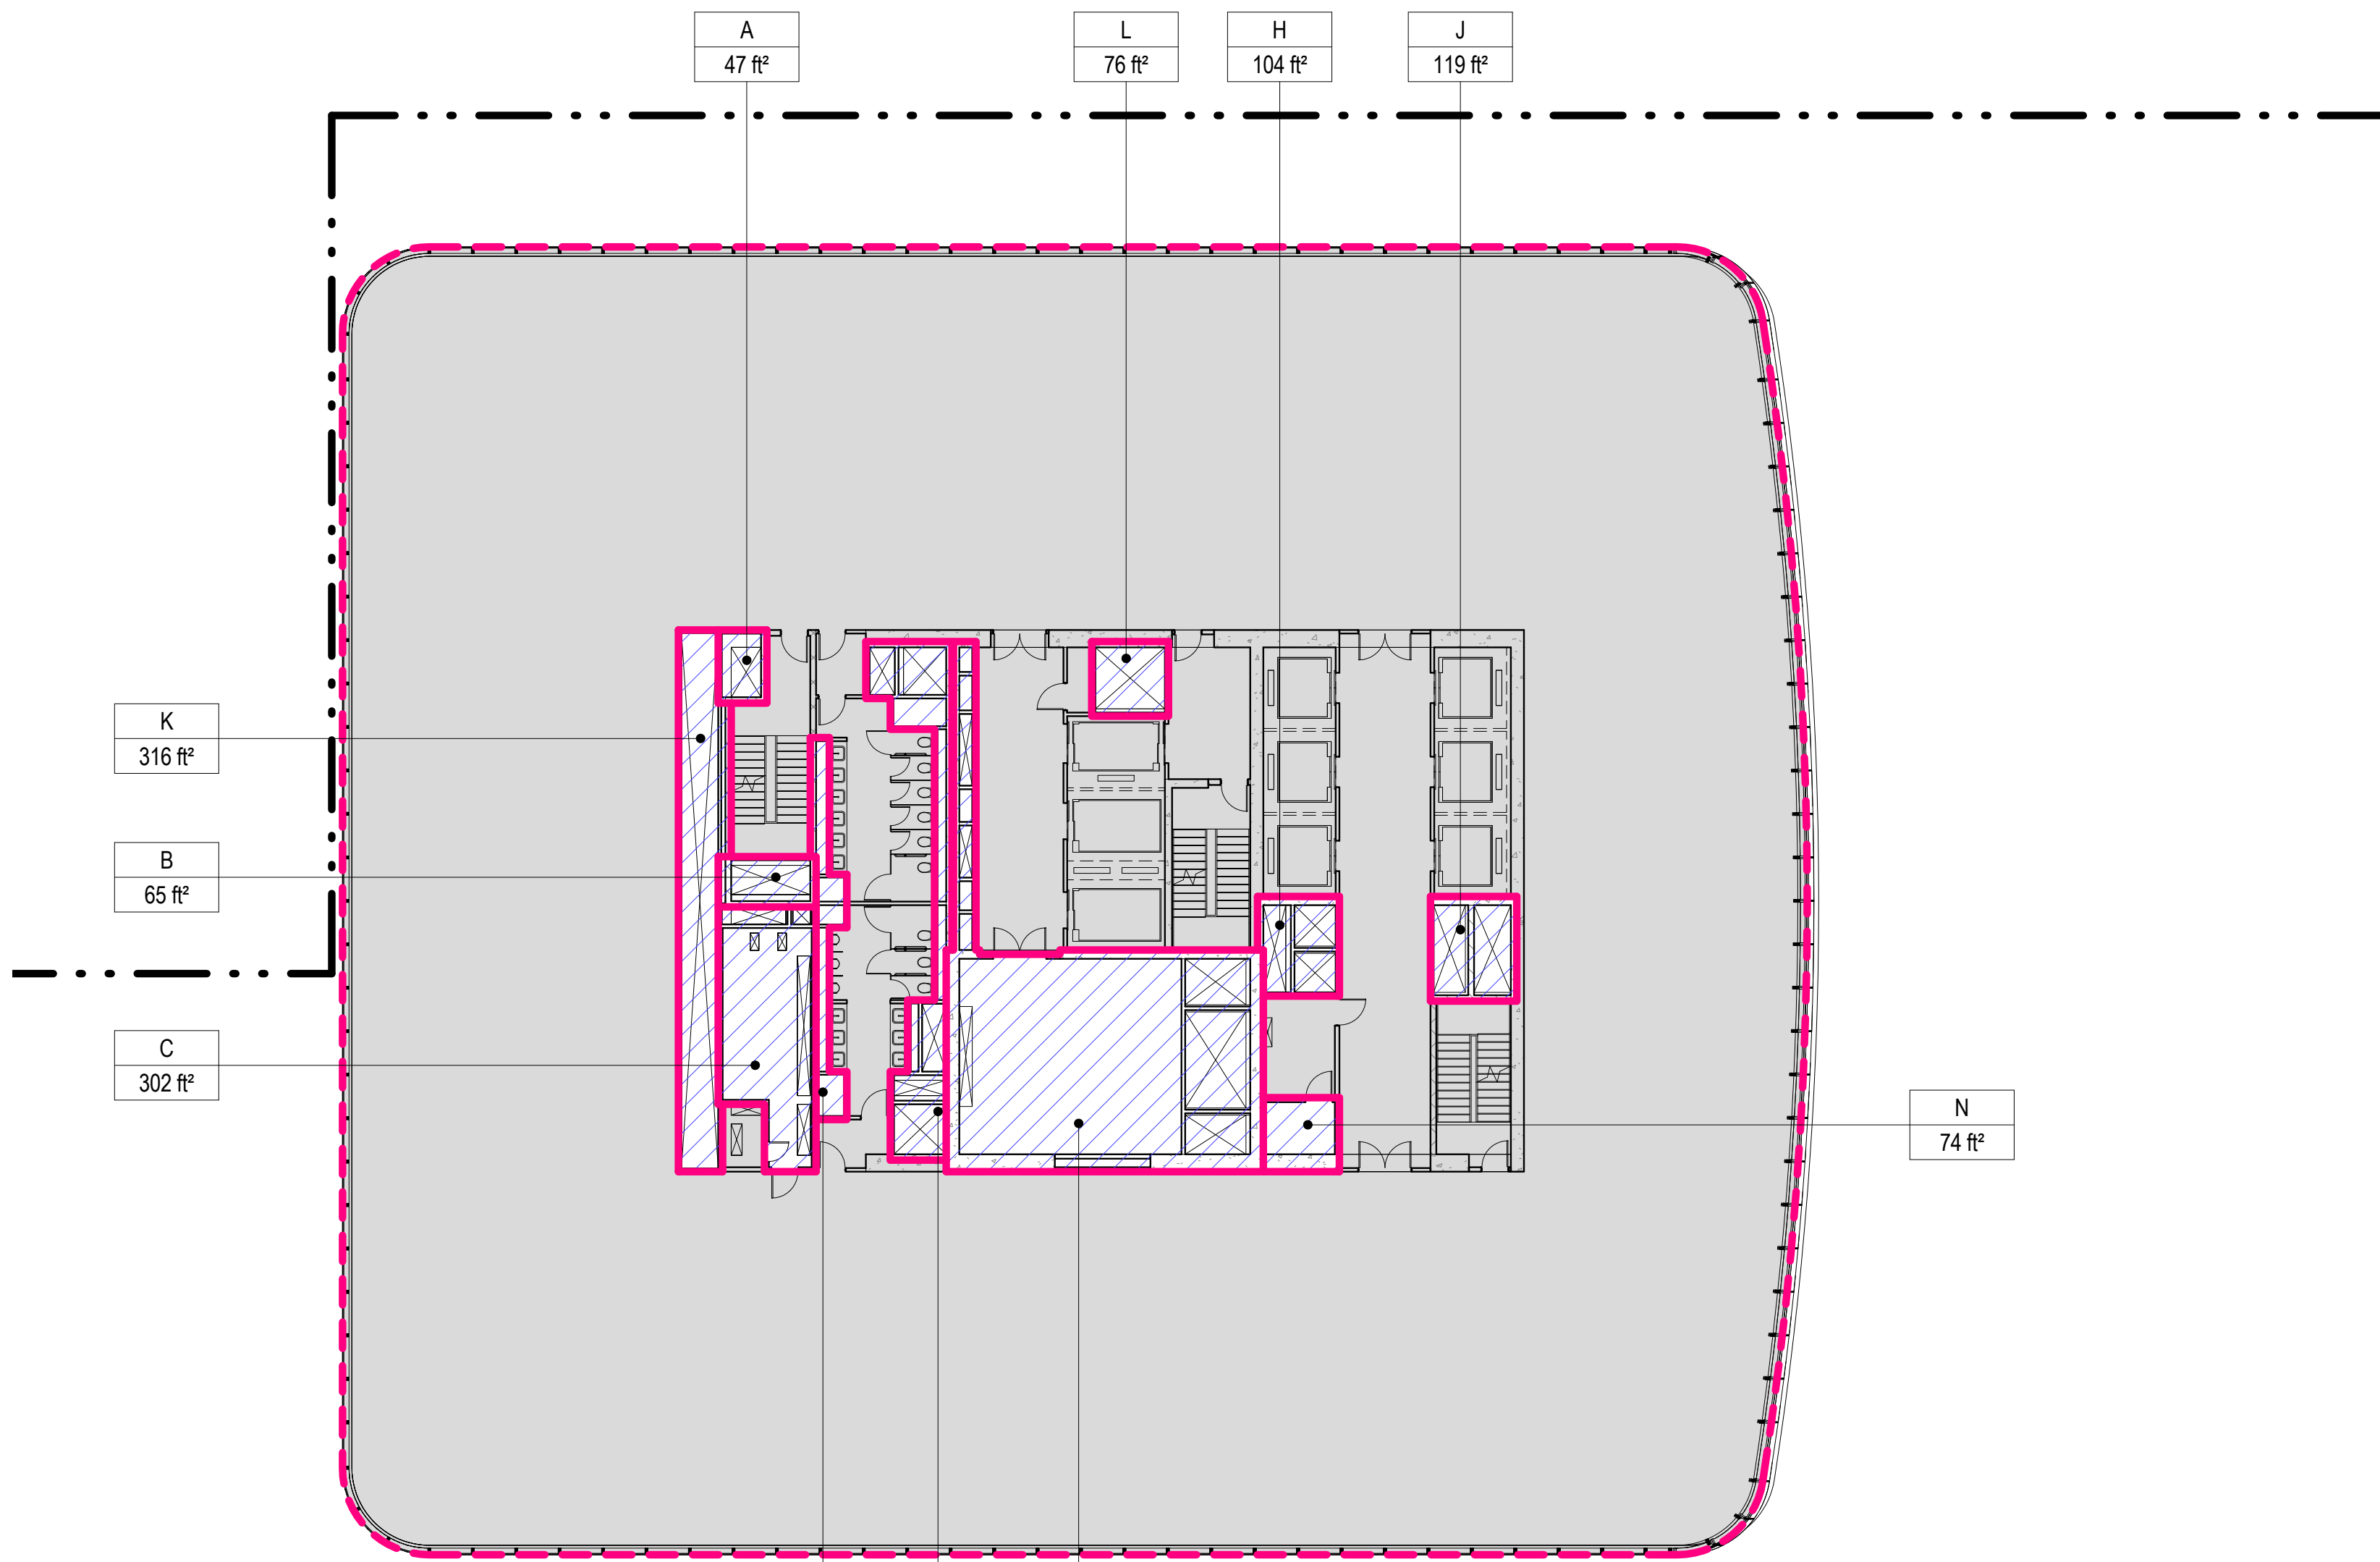 A
47 ft²
L
76 ft²
H
104 ft²
J
119 ft²
K
316 ft²
B
65 ft²
C
302 ft²
N
74 ft²